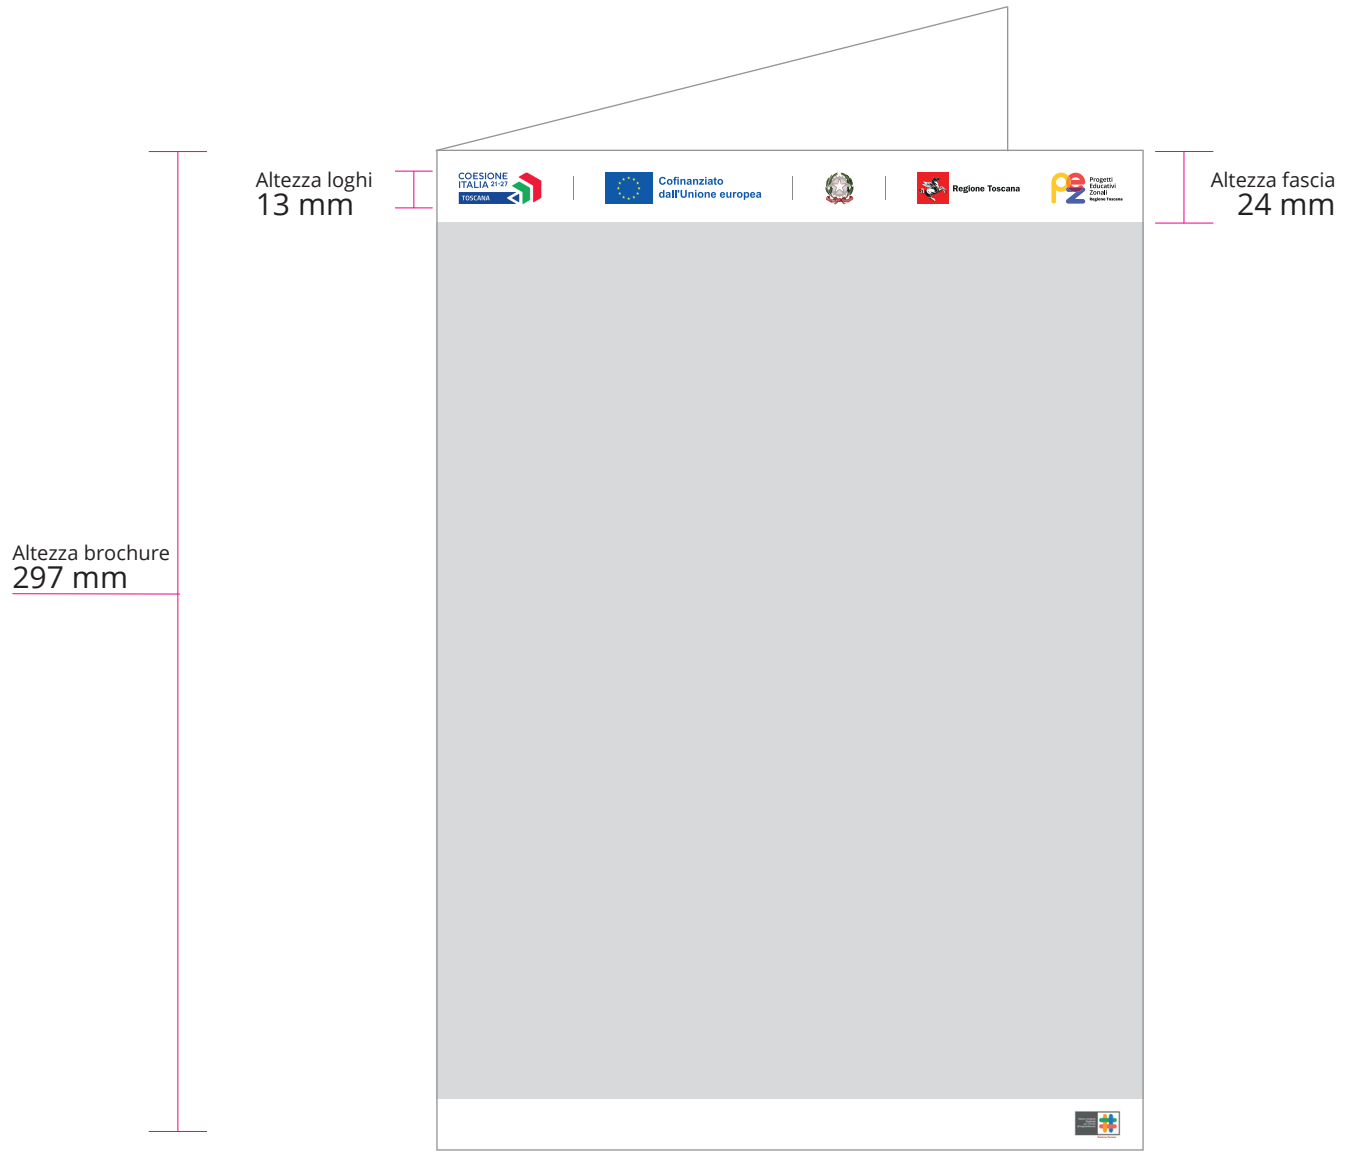 Altezza loghi
13 mm
COESIONE
ITALIA 21-27
TOSCANA
Cofinanziato
dall'Unione europea
Regione Toscana
pez
Progetti
Educativi
Zonali
Regione Toscana
Altezza fascia
24 mm
Altezza brochure
297 mm